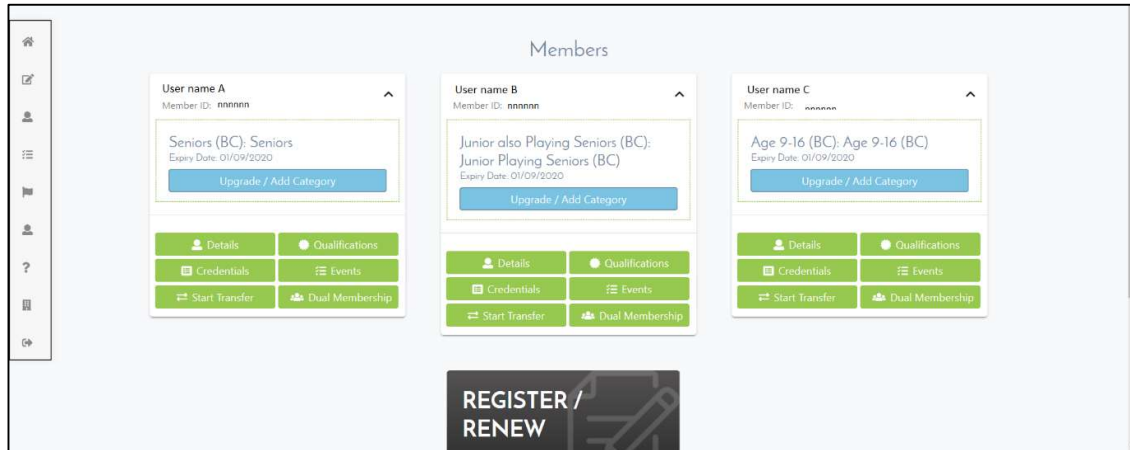 Members
User name A
Member ID: nnnnnn
Seniors (BC): Seniors
Expiry Date: 01/09/2020
Upgrade / Add Category
Details
Qualifications
Credentials
Events
Start Transfer
Dual Membership
User name B
Member ID: nnnnnn
Junior also Playing Seniors (BC):
Junior Playing Seniors (BC)
Expiry Date: 01/09/2020
Upgrade / Add Category
Details
Qualifications
Credentials
Events
Start Transfer
Dual Membership
User name C
Member ID: nnnnnn
Age 9-16 (BC): Age 9-16 (BC)
Expiry Date: 01/09/2020
Upgrade / Add Category
Details
Qualifications
Credentials
Events
Start Transfer
Dual Membership
REGISTER /
RENEW